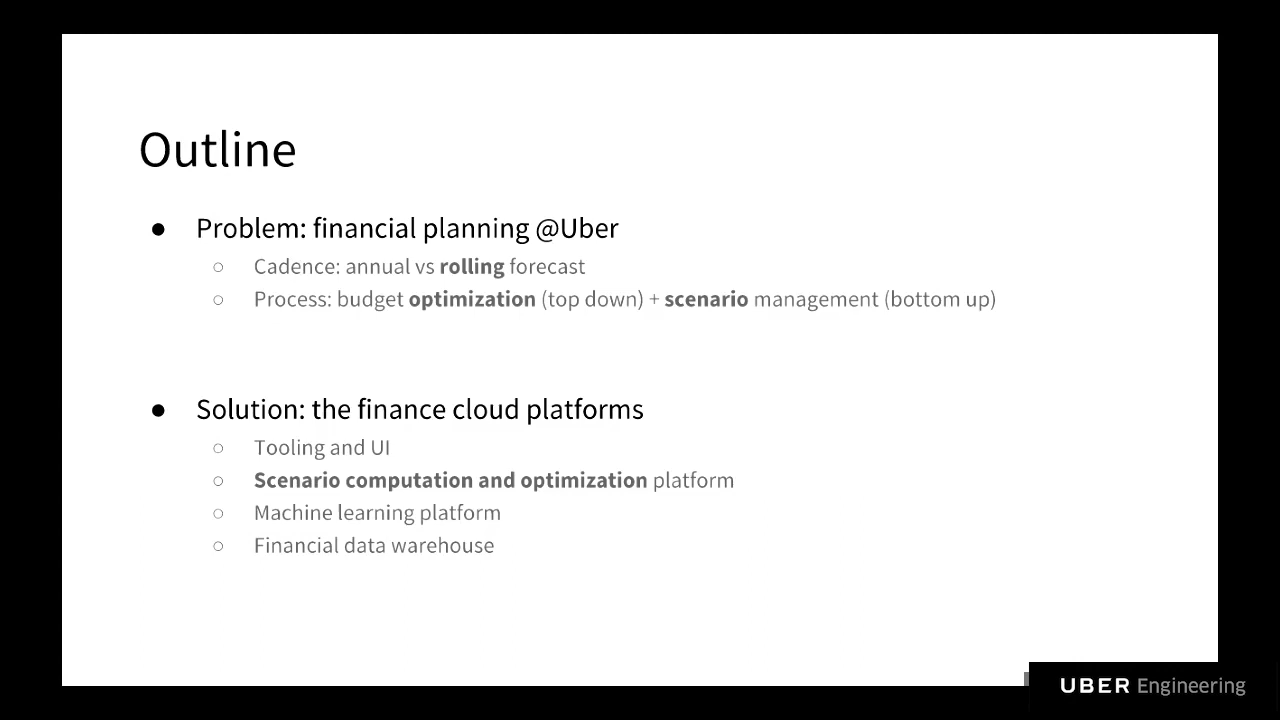 Outline
● Problem: financial planning @Uber
○ Cadence: annual vs rolling forecast
○ Process: budget optimization (top down) + scenario management (bottom up)
● Solution: the finance cloud platforms
○ Tooling and UI
○ Scenario computation and optimization platform
○ Machine learning platform
○ Financial data warehouse
UBER Engineering